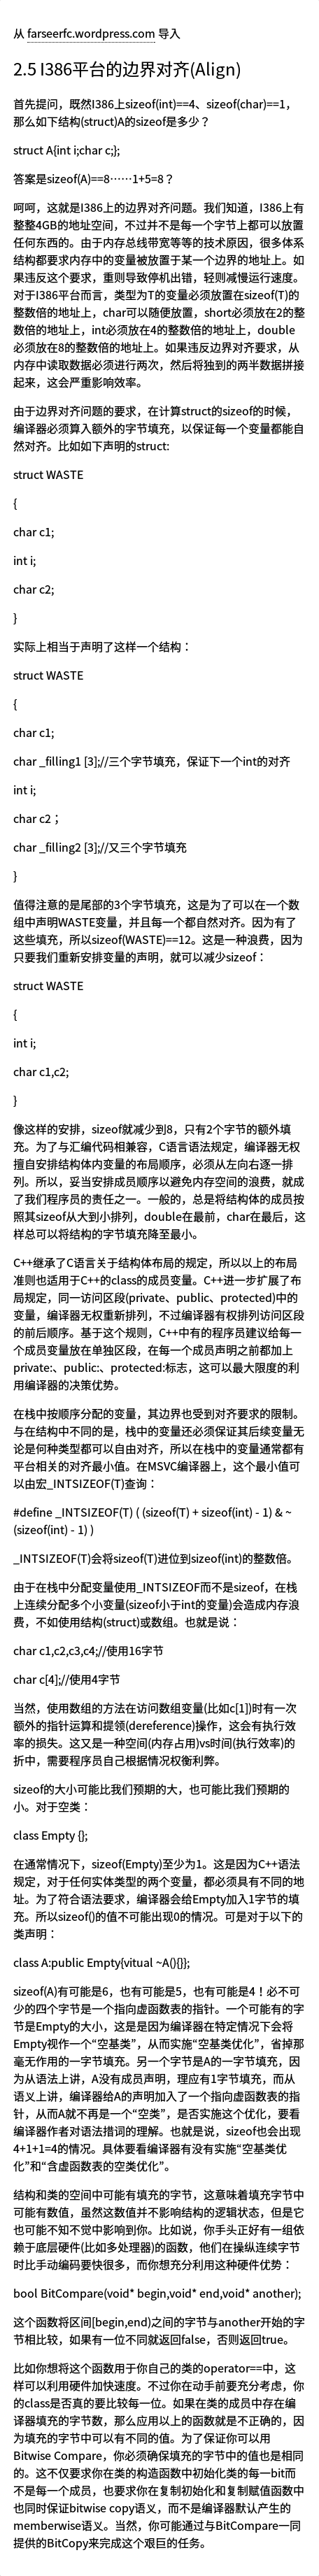 从 farseerfc.wordpress.com 导入
2.5 I386平台的边界对齐(Align)
首先提问，既然I386上sizeof(int)==4、sizeof(char)==1，
那么如下结构(struct)A的sizeof是多少？
struct A{int i;char c;};
答案是sizeof(A)==8……1+5=8？
呵呵，这就是I386上的边界对齐问题。我们知道，I386上有
整整4GB的地址空间，不过并不是每一个字节上都可以放置
任何东西的。由于内存总线带宽等等的技术原因，很多体系
结构都要求内存中的变量被放置于某一个边界的地址上。如
果违反这个要求，重则导致停机出错，轻则减慢运行速度。
对于I386平台而言，类型为T的变量必须放置在sizeof(T)的
整数倍的地址上，char可以随便放置，short必须放在2的整
数倍的地址上，int必须放在4的整数倍的地址上，double
必须放在8的整数倍的地址上。如果违反边界对齐要求，从
内存中读取数据必须进行两次，然后将独到的两半数据拼接
起来，这会严重影响效率。
由于边界对齐问题的要求，在计算struct的sizeof的时候，
编译器必须算入额外的字节填充，以保证每一个变量都能自
然对齐。比如如下声明的struct:
struct WASTE
{
char c1;
int i;
char c2;
}
实际上相当于声明了这样一个结构：
struct WASTE
{
char c1;
char _filling1 [3];//三个字节填充，保证下一个int的对齐
int i;
char c2；
char _filling2 [3];//又三个字节填充
}
值得注意的是尾部的3个字节填充，这是为了可以在一个数
组中声明WASTE变量，并且每一个都自然对齐。因为有了
这些填充，所以sizeof(WASTE)==12。这是一种浪费，因为
只要我们重新安排变量的声明，就可以减少sizeof：
struct WASTE
{
int i;
char c1,c2;
}
像这样的安排，sizeof就减少到8，只有2个字节的额外填
充。为了与汇编代码相兼容，C语言语法规定，编译器无权
擅自安排结构体内变量的布局顺序，必须从左向右逐一排
列。所以，妥当安排成员顺序以避免内存空间的浪费，就成
了我们程序员的责任之一。一般的，总是将结构体的成员按
照其sizeof从大到小排列，double在最前，char在最后，这
样总可以将结构的字节填充降至最小。
C++继承了C语言关于结构体布局的规定，所以以上的布局
准则也适用于C++的class的成员变量。C++进一步扩展了布
局规定，同一访问区段(private、public、protected)中的
变量，编译器无权重新排列，不过编译器有权排列访问区段
的前后顺序。基于这个规则，C++中有的程序员建议给每一
个成员变量放在单独区段，在每一个成员声明之前都加上
private:、public:、protected:标志，这可以最大限度的利
用编译器的决策优势。
在栈中按顺序分配的变量，其边界也受到对齐要求的限制。
与在结构中不同的是，栈中的变量还必须保证其后续变量无
论是何种类型都可以自由对齐，所以在栈中的变量通常都有
平台相关的对齐最小值。在MSVC编译器上，这个最小值可
以由宏_INTSIZEOF(T)查询：
#define _INTSIZEOF(T) ( (sizeof(T) + sizeof(int) - 1) & ~
(sizeof(int) - 1) )
_INTSIZEOF(T)会将sizeof(T)进位到sizeof(int)的整数倍。
由于在栈中分配变量使用_INTSIZEOF而不是sizeof，在栈
上连续分配多个小变量(sizeof小于int的变量)会造成内存浪
费，不如使用结构(struct)或数组。也就是说：
char c1,c2,c3,c4;//使用16字节
char c[4];//使用4字节
当然，使用数组的方法在访问数组变量(比如c[1])时有一次
额外的指针运算和提领(dereference)操作，这会有执行效
率的损失。这又是一种空间(内存占用)vs时间(执行效率)的
折中，需要程序员自己根据情况权衡利弊。
sizeof的大小可能比我们预期的大，也可能比我们预期的
小。对于空类：
class Empty {};
在通常情况下，sizeof(Empty)至少为1。这是因为C++语法
规定，对于任何实体类型的两个变量，都必须具有不同的地
址。为了符合语法要求，编译器会给Empty加入1字节的填
充。所以sizeof()的值不可能出现0的情况。可是对于以下的
类声明：
class A:public Empty{vitual ~A(){}};
sizeof(A)有可能是6，也有可能是5，也有可能是4！必不可
少的四个字节是一个指向虚函数表的指针。一个可能有的字
节是Empty的大小，这是是因为编译器在特定情况下会将
Empty视作一个“空基类”，从而实施“空基类优化”，省掉那
毫无作用的一字节填充。另一个字节是A的一字节填充，因
为从语法上讲，A没有成员声明，理应有1字节填充，而从
语义上讲，编译器给A的声明加入了一个指向虚函数表的指
针，从而A就不再是一个“空类”，是否实施这个优化，要看
编译器作者对语法措词的理解。也就是说，sizeof也会出现
4+1+1=4的情况。具体要看编译器有没有实施“空基类优
化”和“含虚函数表的空类优化”。
结构和类的空间中可能有填充的字节，这意味着填充字节中
可能有数值，虽然这数值并不影响结构的逻辑状态，但是它
也可能不知不觉中影响到你。比如说，你手头正好有一组依
赖于底层硬件(比如多处理器)的函数，他们在操纵连续字节
时比手动编码要快很多，而你想充分利用这种硬件优势：
bool BitCompare(void* begin,void* end,void* another);
这个函数将区间[begin,end)之间的字节与another开始的字
节相比较，如果有一位不同就返回false，否则返回true。
比如你想将这个函数用于你自己的类的operator==中，这
样可以利用硬件加快速度。不过你在动手前要充分考虑，你
的class是否真的要比较每一位。如果在类的成员中存在编
译器填充的字节数，那么应用以上的函数就是不正确的，因
为填充的字节中可以有不同的值。为了保证你可以用
Bitwise Compare，你必须确保填充的字节中的值也是相同
的。这不仅要求你在类的构造函数中初始化类的每一bit而
不是每一个成员，也要求你在复制初始化和复制赋值函数中
也同时保证bitwise copy语义，而不是编译器默认产生的
memberwise语义。当然，你可能通过与BitCompare一同
提供的BitCopy来完成这个艰巨的任务。